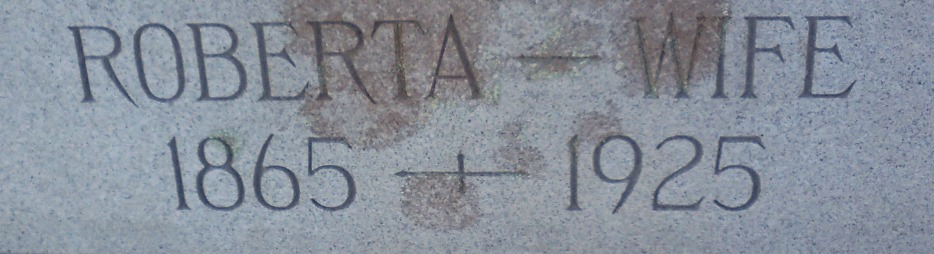 ROBERTA — WIFE
1865 — 1925